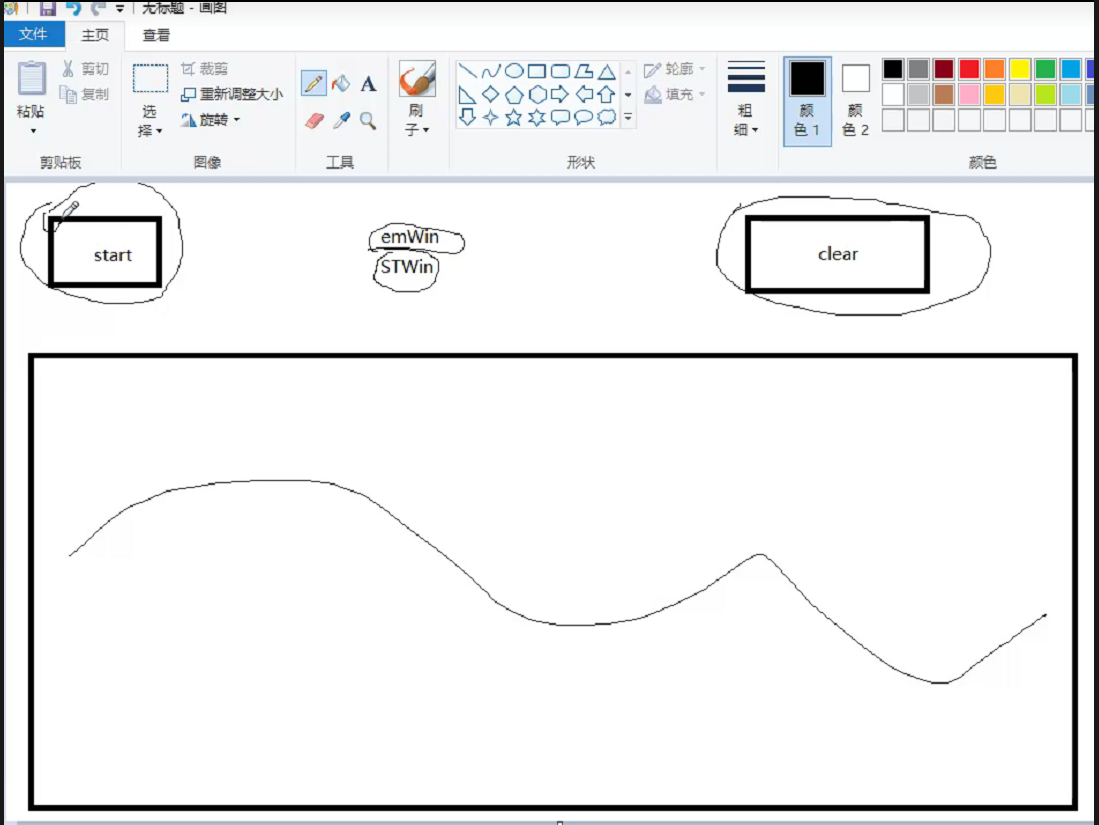 无标题 - 画图
文件 主页 查看
粘贴
剪切
复制
剪贴板
选择
裁剪
重新调整大小
旋转
图像
A
工具
刷子
形状
轮廓
填充
粗细
颜色 1
颜色 2
颜色
start
emWin
STWin
clear